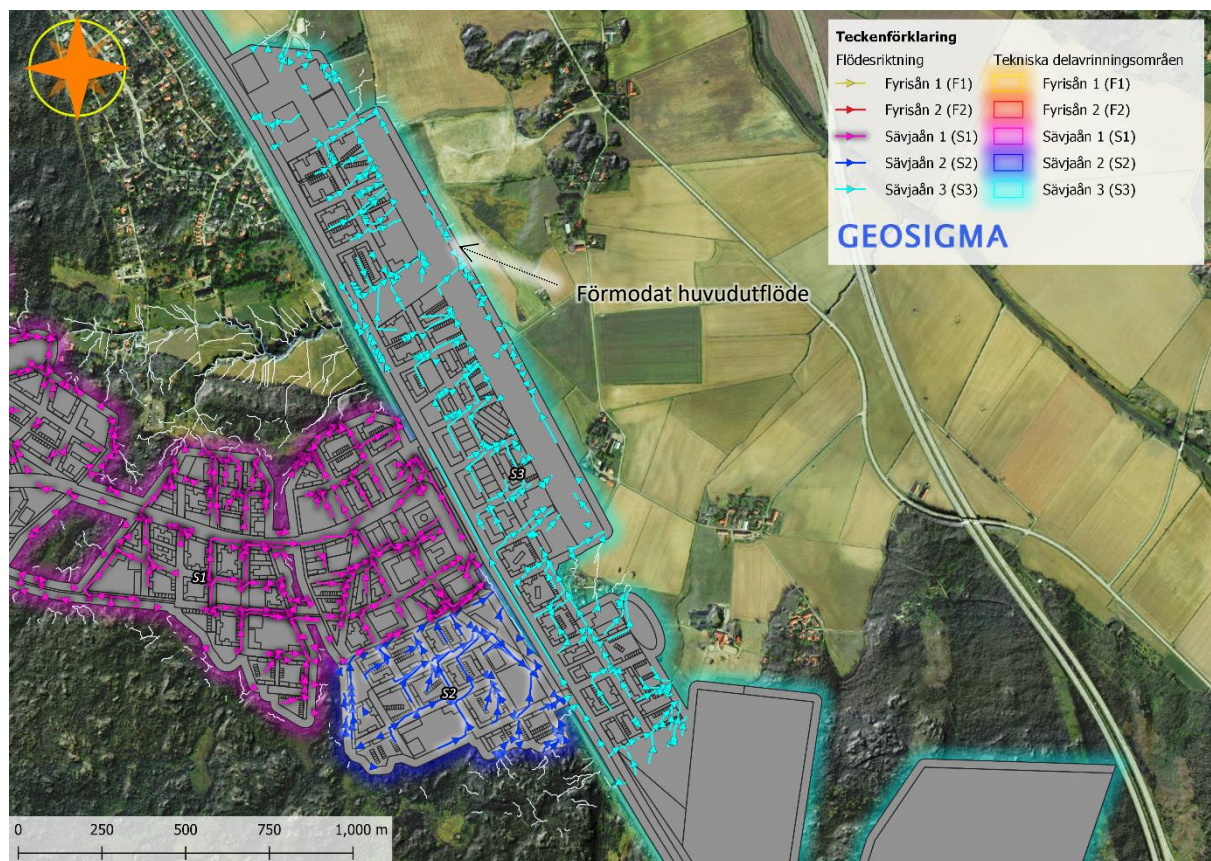 Teckenförklaring
Flödesriktning
Fyrisån 1 (F1)
Fyrisån 2 (F2)
Sävjaån 1 (S1)
Sävjaån 2 (S2)
Sävjaån 3 (S3)
Tekniska delavrinningsområen
Fyrisån 1 (F1)
Fyrisån 2 (F2)
Sävjaån 1 (S1)
Sävjaån 2 (S2)
Sävjaån 3 (S3)
GEOSIGMA
Förmodat huvudutflöde
S3
S1
S2
0 250 500 750 1,000 m